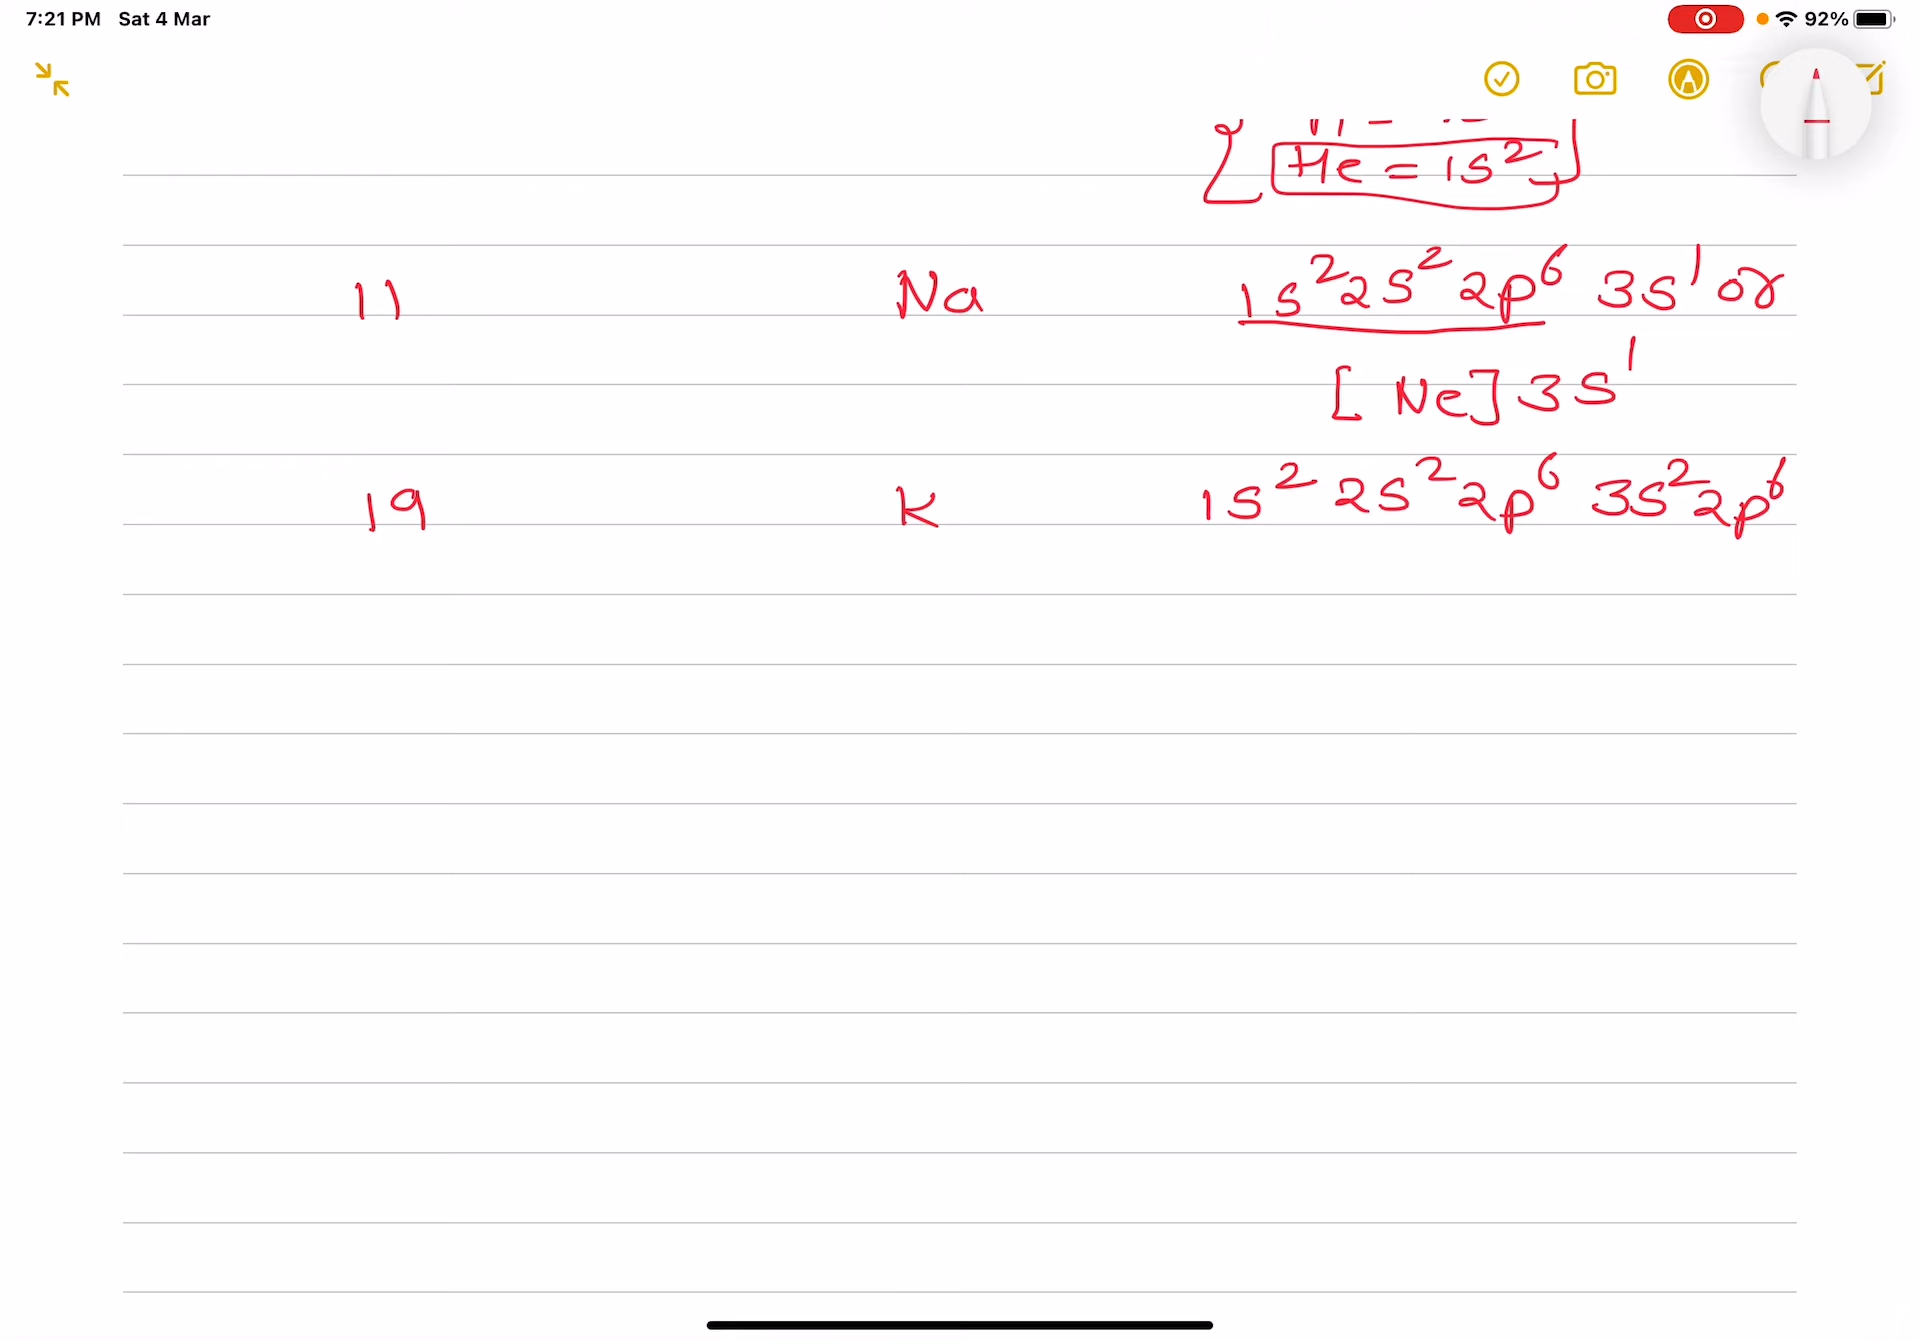 7:21 PM Sat 4 Mar 92%
He = 1s²
11 Na 1s² 2s² 2p⁶ 3s¹ or
[Ne] 3s¹
19 K 1s² 2s² 2p⁶ 3s² 2p⁶